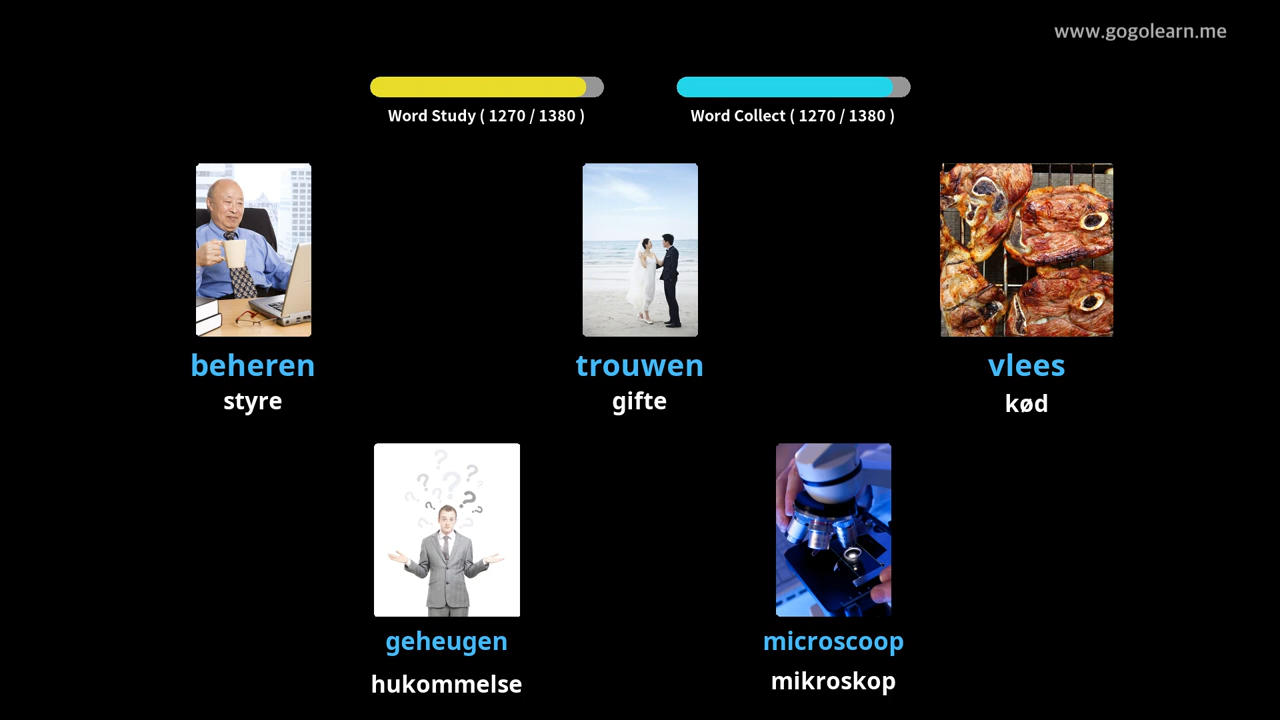 www.gogolearn.me
Word Study ( 1270 / 1380 )
Word Collect ( 1270 / 1380 )
beheren
styre
trouwen
gifte
vlees
kød
geheugen
hukommelse
microscoop
mikroskop